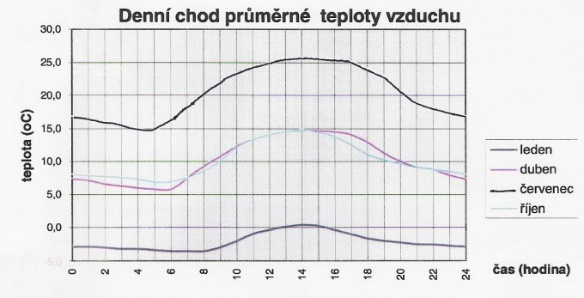 Denní chod průměrné teploty vzduchu
teplota (oC)
30,0
25,0
20,0
15,0
10,0
5,0
0,0
-5,0
0 2 4 6 8 10 12 14 16 18 20 22 24
čas (hodina)
leden
duben
červenec
říjen